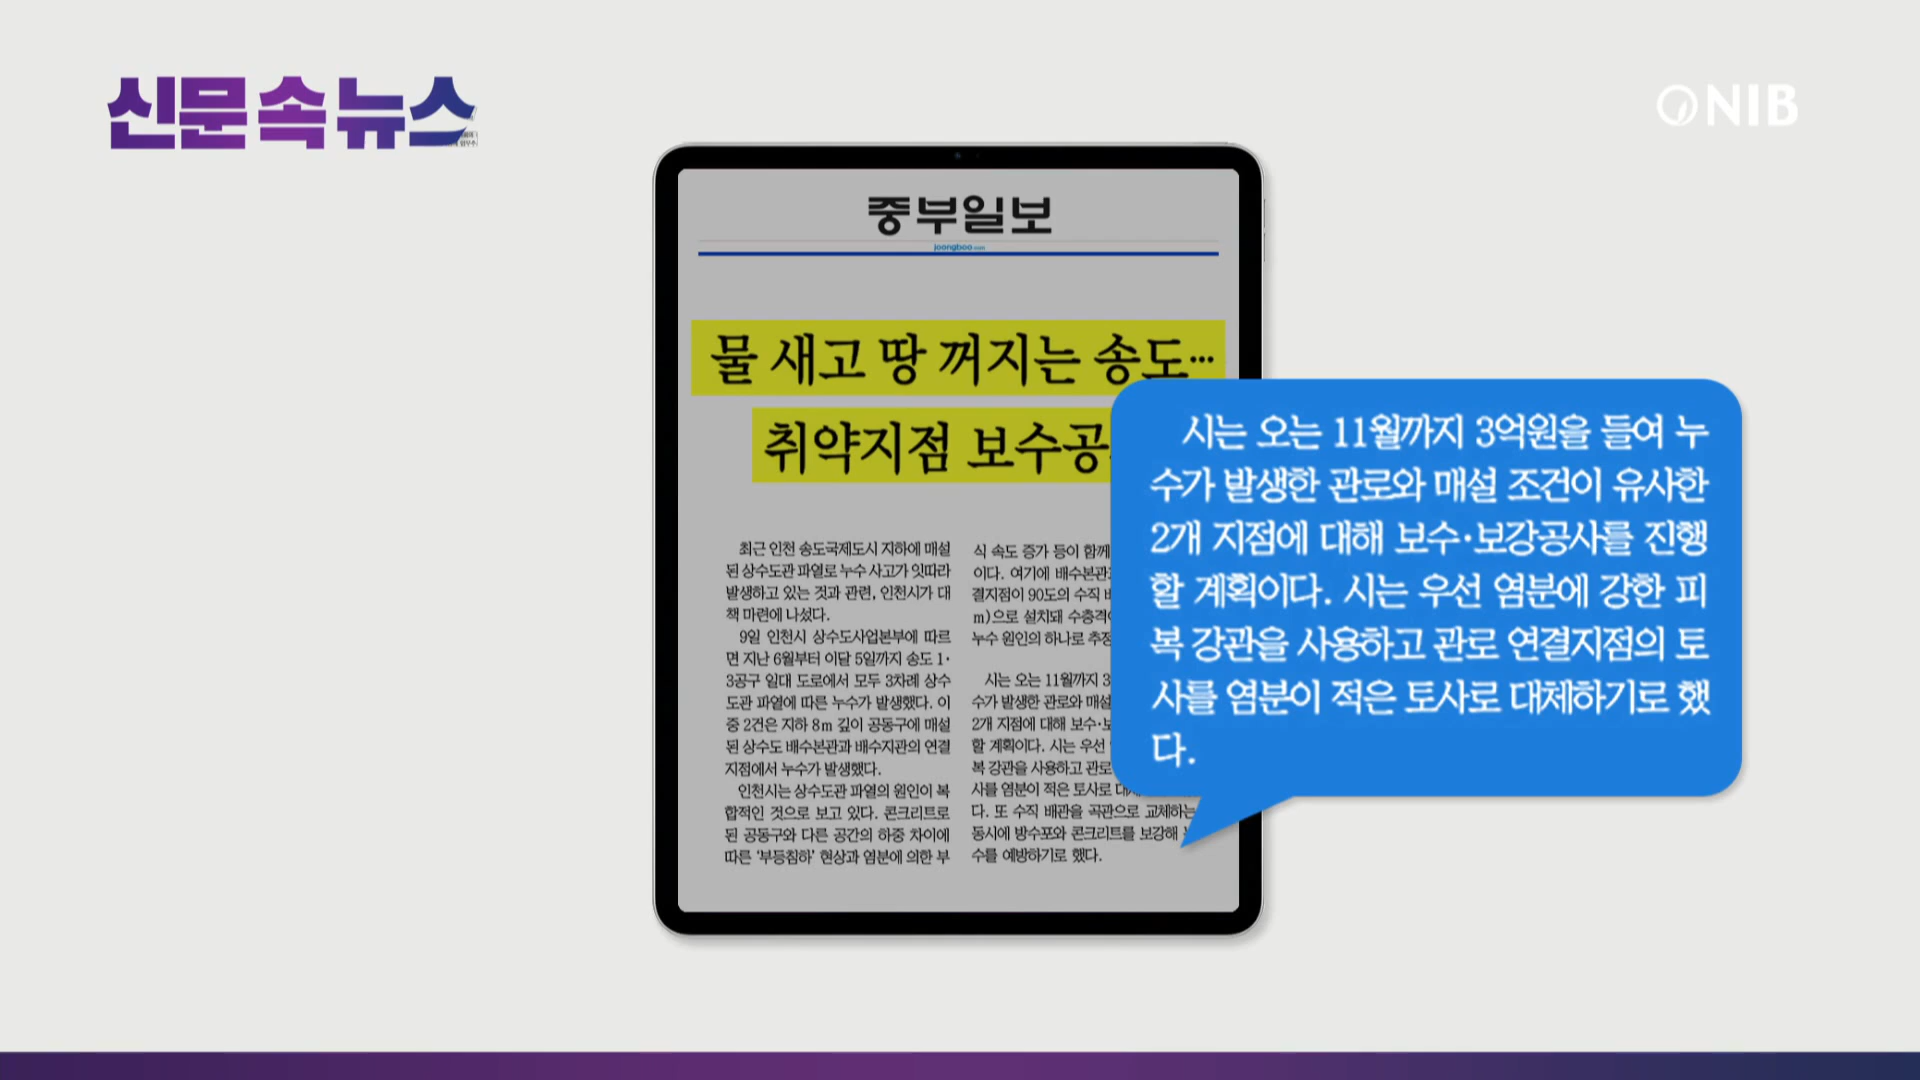 신문 속 뉴스
NIB
중부일보
joongboo.com
물 새고 땅 꺼지는 송도…
취약지점 보수공
최근 인천 송도국제도시 지하에 매설
된 상수도관 파열로 누수 사고가 잇따라
발생하고 있는 것과 관련, 인천시가 대
책 마련에 나섰다.
9일 인천시 상수도사업본부에 따르
면 지난 6월부터 이달 5일까지 송도 1·
3공구 일대 도로에서 모두 3차례 상수
도관 파열에 따른 누수가 발생했다. 이
중 2건은 지하 8m 깊이 공동구에 매설
된 상수도 배수본관과 배수지관의 연결
지점에서 누수가 발생했다.
인천시는 상수도관 파열의 원인이 복
합적인 것으로 보고 있다. 콘크리트로
된 공동구와 다른 공간의 하중 차이에
따른 '부등침하' 현상과 염분에 의한 부
식 속도 증가 등이 함께
이다. 여기에 배수본관
결지점이 90도의 수직
m)으로 설치돼 수충격
누수 원인의 하나로 추정
시는 오는 11월까지 3
수가 발생한 관로와 매설
2개 지점에 대해 보수·보
할 계획이다. 시는 우선
복 강관을 사용하고 관로
사를 염분이 적은 토사로 대체
다. 또 수직 배관을 곡관으로 교체하는
동시에 방수포와 콘크리트를 보강해
수를 예방하기로 했다.
시는 오는 11월까지 3억원을 들여 누
수가 발생한 관로와 매설 조건이 유사한
2개 지점에 대해 보수·보강공사를 진행
할 계획이다. 시는 우선 염분에 강한 피
복 강관을 사용하고 관로 연결지점의 토
사를 염분이 적은 토사로 대체하기로 했
다.